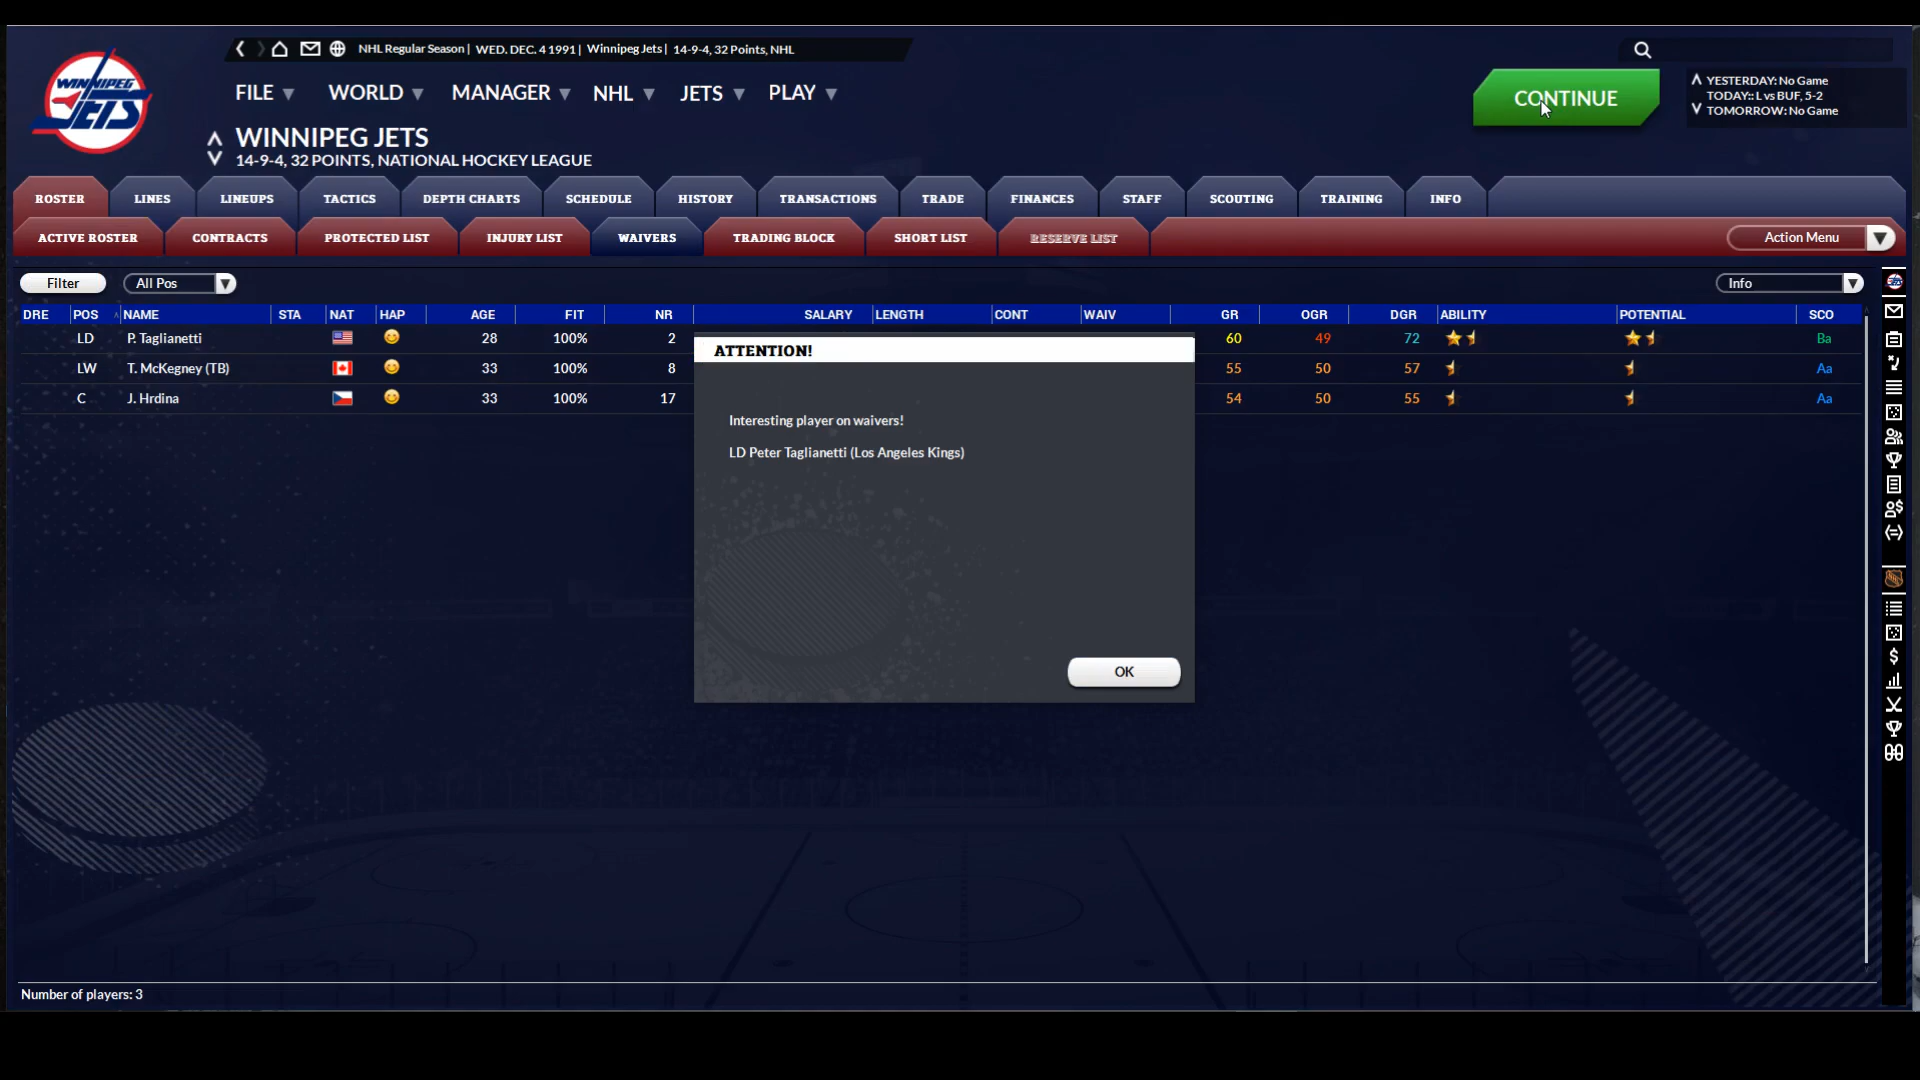 NHL Regular Season | WED. DEC. 4 1991 | Winnipeg Jets | 14-9-4, 32 Points, NHL
WINNIPEG JETS
FILE WORLD MANAGER NHL JETS PLAY
CONTINUE
YESTERDAY: No Game
TODAY:: L vs BUF, 5-2
TOMORROW: No Game
WINNIPEG JETS
14-9-4, 32 POINTS, NATIONAL HOCKEY LEAGUE
ROSTER LINES LINEUPS TACTICS DEPTH CHARTS SCHEDULE HISTORY TRANSACTIONS TRADE FINANCES STAFF SCOUTING TRAINING INFO
ACTIVE ROSTER CONTRACTS PROTECTED LIST INJURY LIST WAIVERS TRADING BLOCK SHORT LIST RESERVE LIST Action Menu
Filter All Pos Info
DRE POS NAME STA NAT HAP AGE FIT NR SALARY LENGTH CONT WAIV GR OGR DGR ABILITY POTENTIAL SCO
LD P. Taglianetti 28 100% 2 60 49 72 Ba
LW T. McKegney (TB) 33 100% 8 55 50 57 Aa
C J. Hrdina 33 100% 17 54 50 55 Aa
ATTENTION!
Interesting player on waivers!
LD Peter Taglianetti (Los Angeles Kings)
OK
Number of players: 3